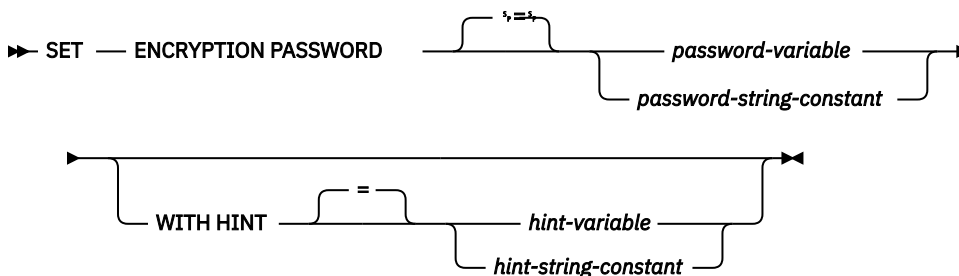 =
SET ENCRYPTION PASSWORD password-variable
password-string-constant
=
WITH HINT hint-variable
hint-string-constant